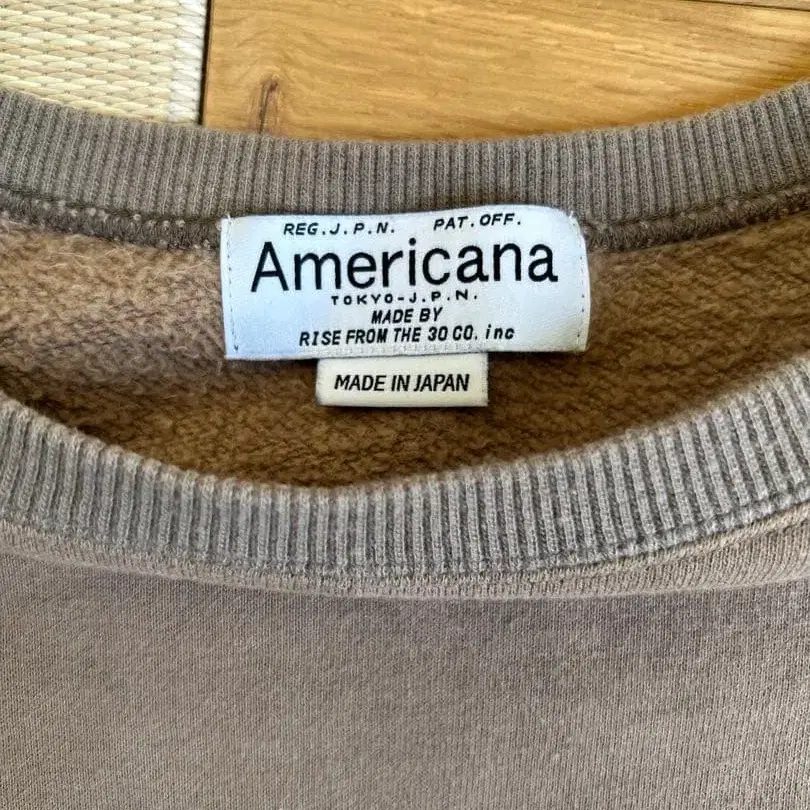 REG.J.P.N. PAT.OFF.
Americana
TOKYO-J.P.N.
MADE BY
RISE FROM THE 30 CO. inc
MADE IN JAPAN